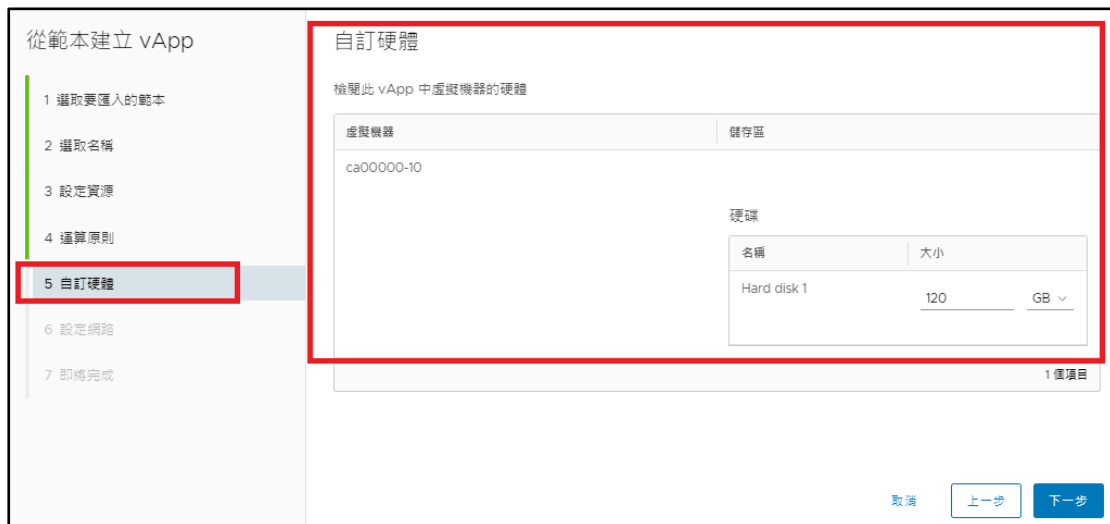 從範本建立 vApp
1 選取要匯入的範本
2 選取名稱
3 設定資源
4 運算原則
5 自訂硬體
6 設定網路
7 即將完成
自訂硬體
檢閱此 vApp 中虛擬機器的硬體
虛擬機器 儲存區
ca00000-10
硬碟
名稱 大小
Hard disk 1 120 GB
1 個項目
取消 上一步 下一步